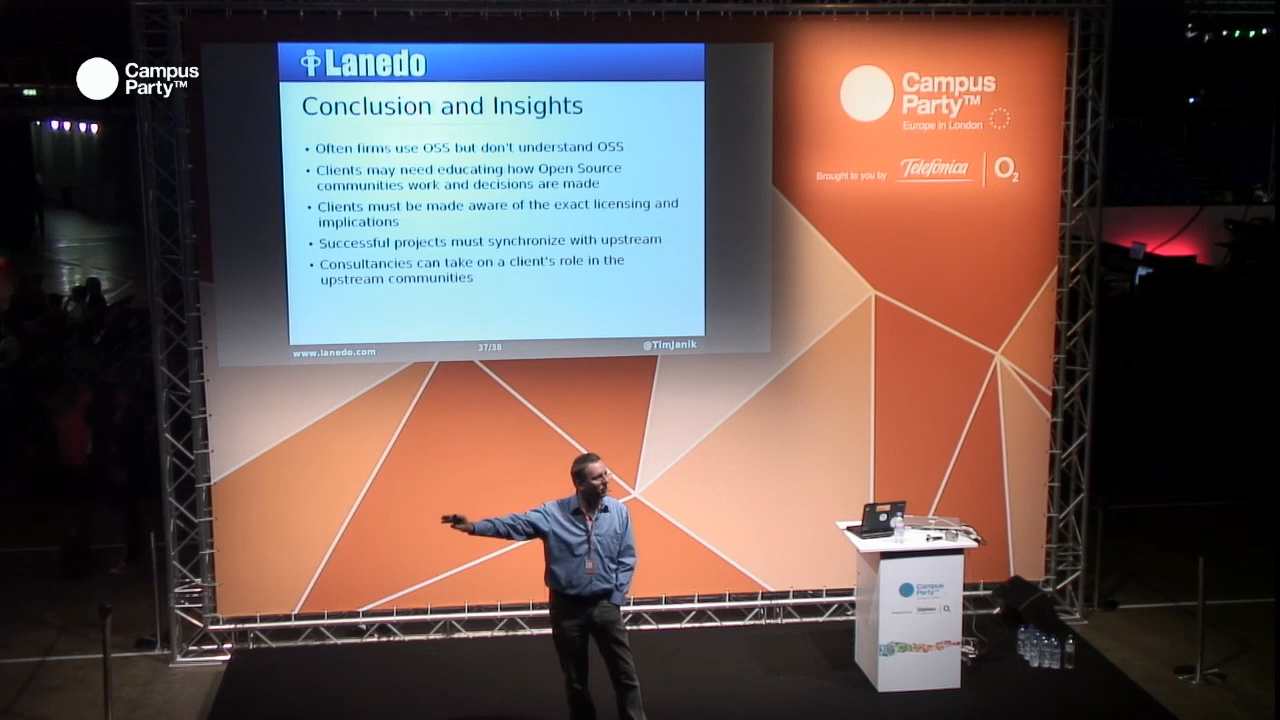 Campus
Party™
Lanedo
Conclusion and Insights
• Often firms use OSS but don't understand OSS
• Clients may need educating how Open Source
communities work and decisions are made
• Clients must be made aware of the exact licensing and
implications
• Successful projects must synchronize with upstream
• Consultancies can take on a client's role in the
upstream communities
www.lanedo.com
37/38
@TimJanik
Campus
Party™
Europe in London
Brought to you by
Telefónica
O2
Campus
Party™
O2